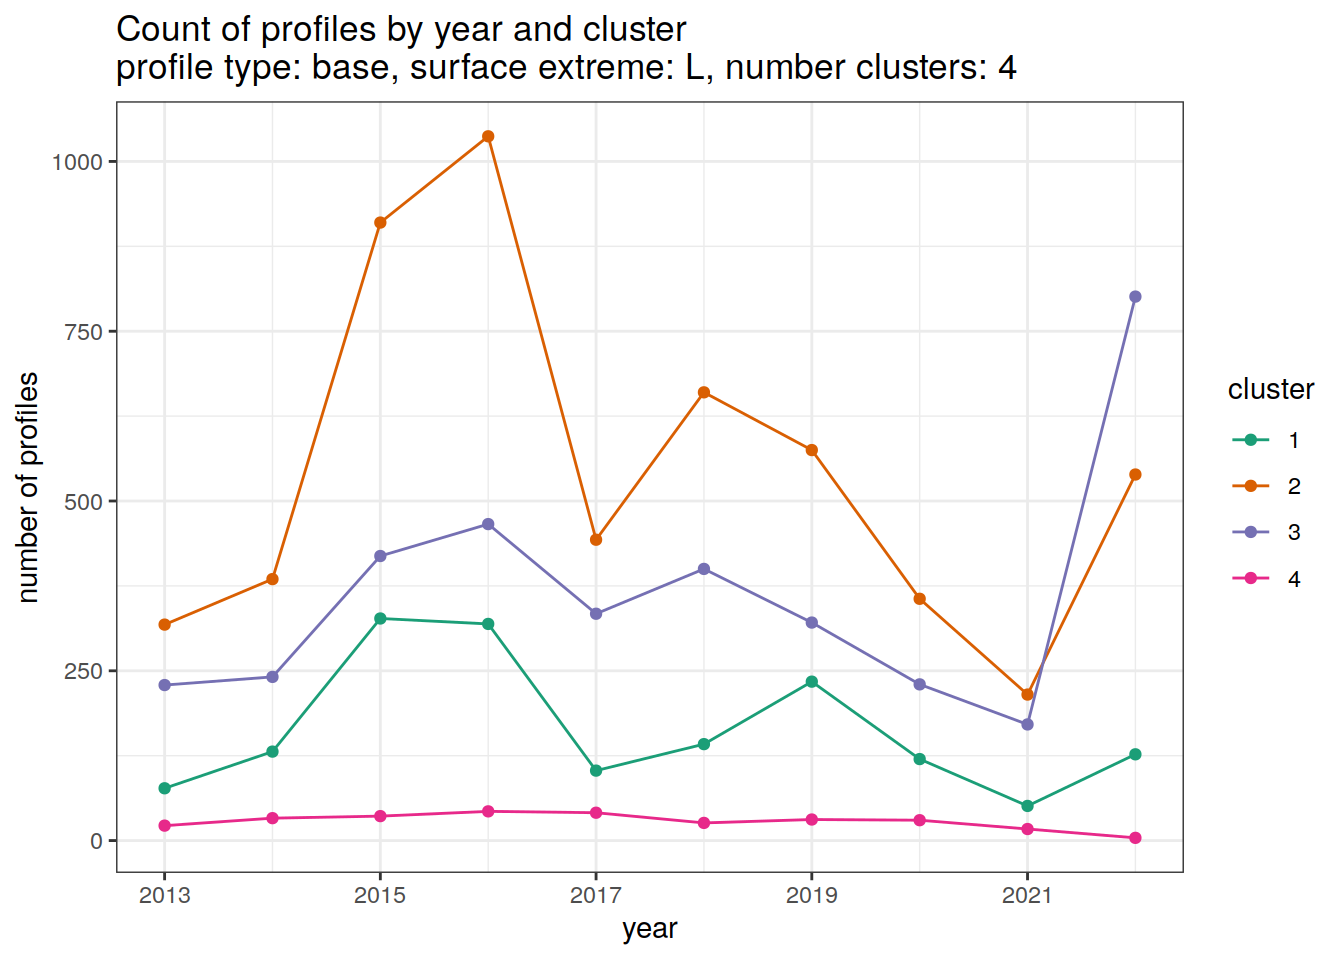 Count of profiles by year and cluster
profile type: base, surface extreme: L, number clusters: 4
1000
750
500
250
0
number of profiles
2013 2015 2017 2019 2021
year
cluster
1
2
3
4